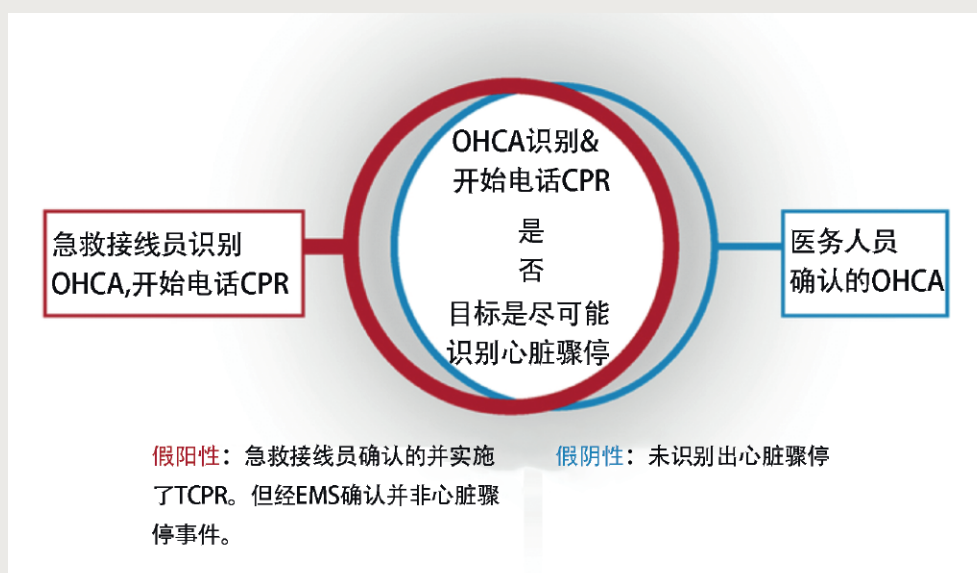 OHCA识别&
开始电话CPR
是
否
目标是尽可能
识别心脏骤停
急救接线员识别
OHCA,开始电话CPR
医务人员
确认的OHCA
假阳性：急救接线员确认的并实施
了TCPR。但经EMS确认并非心脏骤
停事件。
假阴性：未识别出心脏骤停